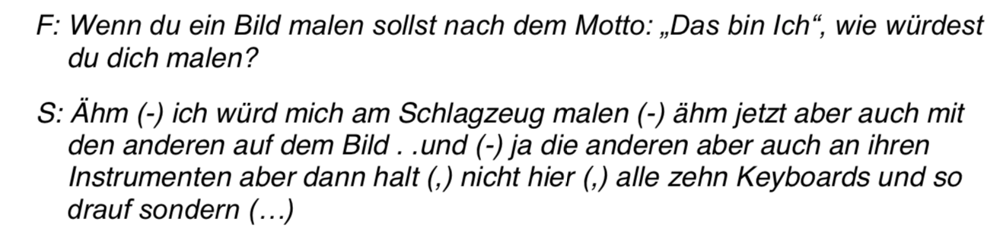 F: Wenn du ein Bild malen sollst nach dem Motto: „Das bin Ich“, wie würdest
du dich malen?
S: Ähm (-) ich würd mich am Schlagzeug malen (-) ähm jetzt aber auch mit
den anderen auf dem Bild . .und (-) ja die anderen aber auch an ihren
Instrumenten aber dann halt (,) nicht hier (,) alle zehn Keyboards und so
drauf sondern (…)